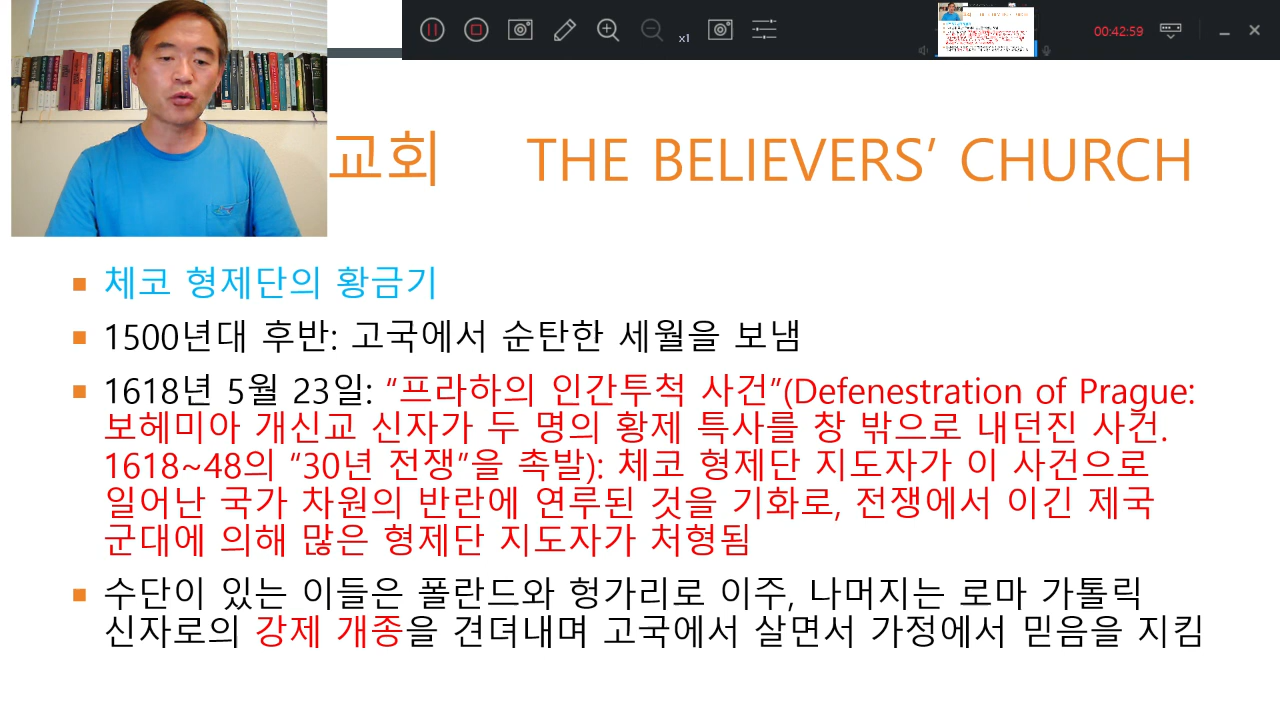 x1
00:42:59
교회 THE BELIEVERS’ CHURCH
체코 형제단의 황금기
1500년대 후반: 고국에서 순탄한 세월을 보냄
1618년 5월 23일: “프라하의 인간투척 사건”(Defenestration of Prague:
보헤미아 개신교 신자가 두 명의 황제 특사를 창 밖으로 내던진 사건.
1618~48의 “30년 전쟁”을 촉발): 체코 형제단 지도자가 이 사건으로
일어난 국가 차원의 반란에 연루된 것을 기화로, 전쟁에서 이긴 제국
군대에 의해 많은 형제단 지도자가 처형됨
수단이 있는 이들은 폴란드와 헝가리로 이주, 나머지는 로마 가톨릭
신자로의 강제 개종을 견뎌내며 고국에서 살면서 가정에서 믿음을 지킴